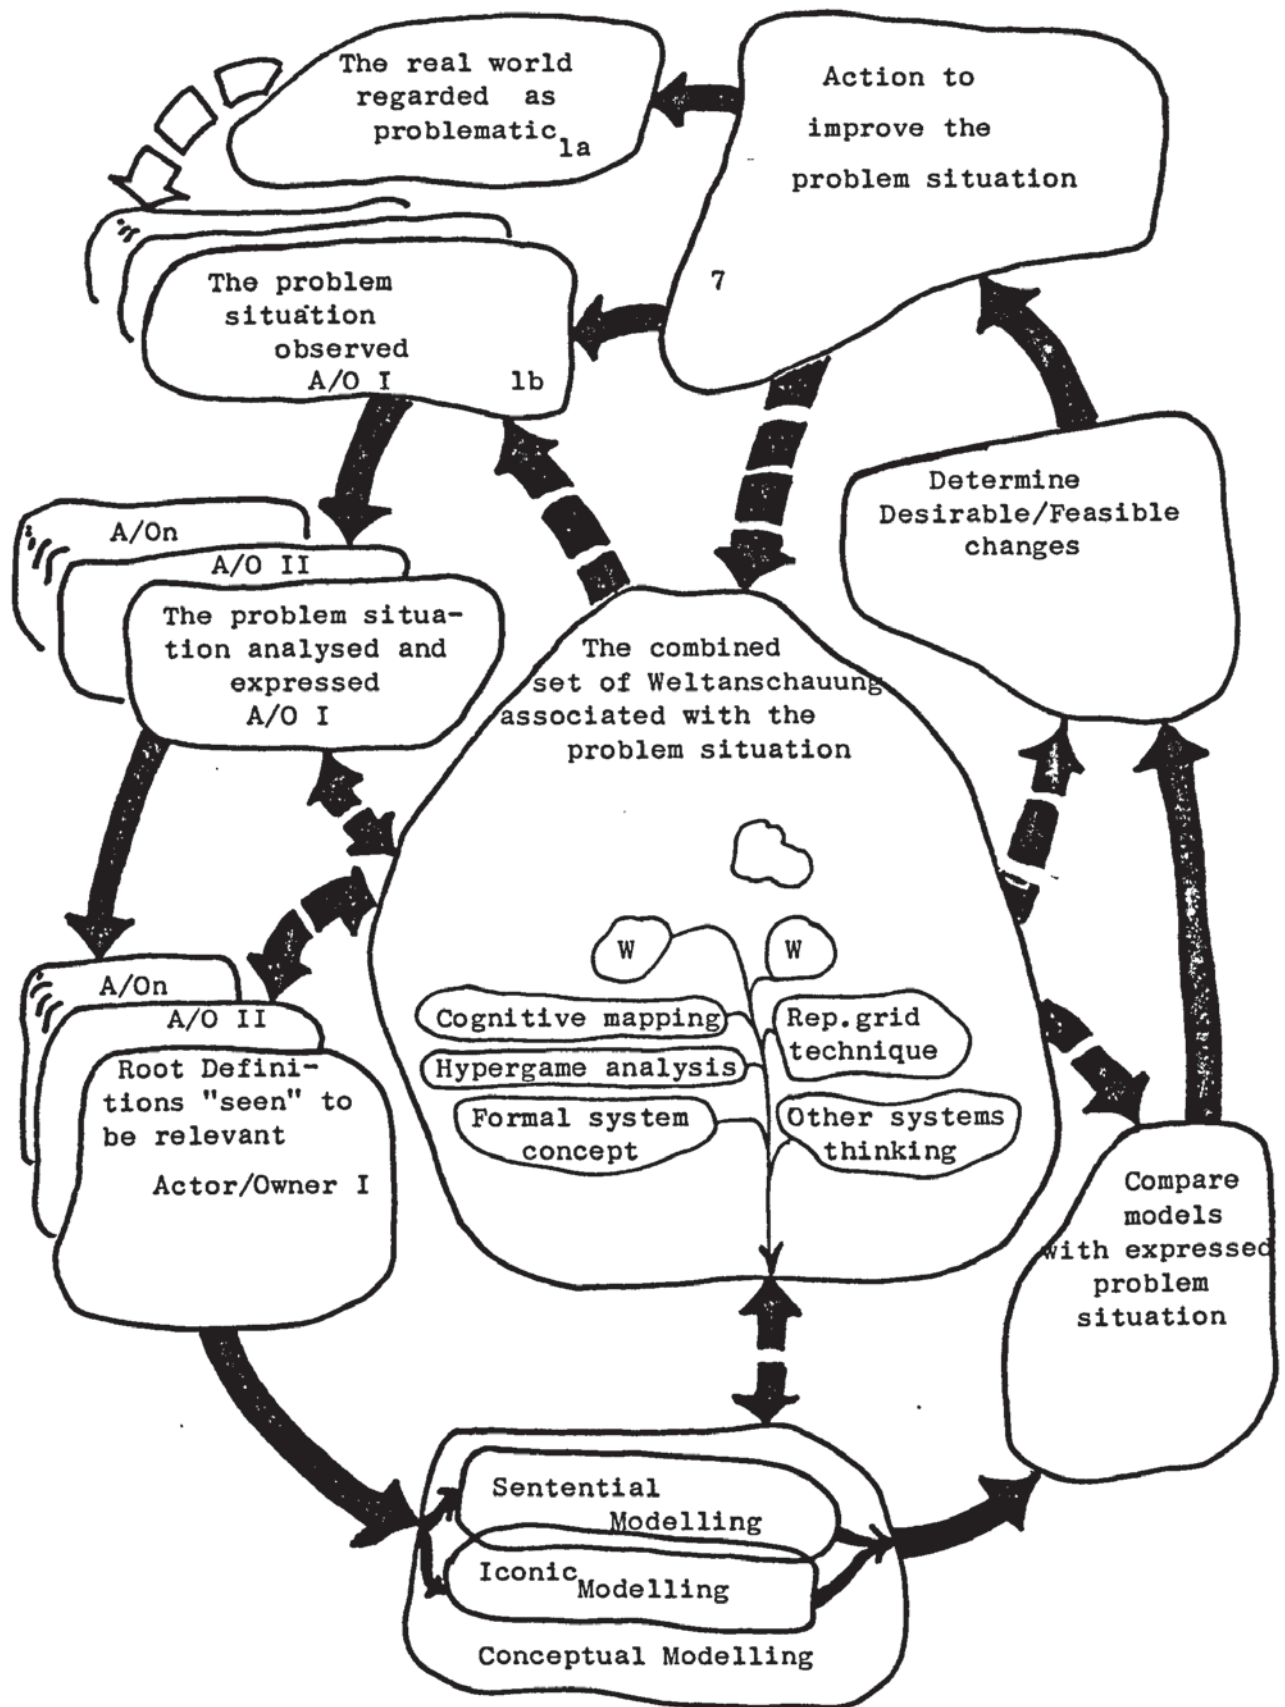 The real world
regarded as
problematic
1a
Action to
improve the
problem situation
7
The problem
situation
observed
A/O I
1b
A/On
A/O II
The problem situa-
tion analysed and
expressed
A/O I
Determine
Desirable/Feasible
changes
The combined
set of Weltanschauung
associated with the
problem situation
W
W
Cognitive mapping
Rep.grid
technique
Hypergame analysis
Formal system
concept
Other systems
thinking
A/On
A/O II
Root Defini-
tions "seen" to
be relevant
Actor/Owner I
Compare
models
with expressed
problem
situation
Sentential
Modelling
Iconic
Modelling
Conceptual Modelling